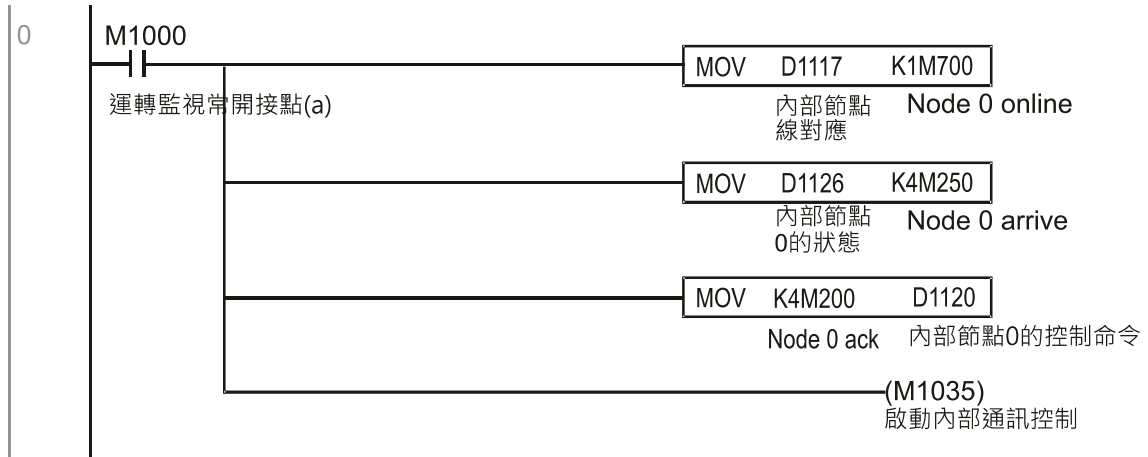 0
M1000
運轉監視常開接點(a)
MOV D1117 K1M700
內部節點
線對應
Node 0 online
MOV D1126 K4M250
內部節點
0的狀態
Node 0 arrive
MOV K4M200 D1120
Node 0 ack
內部節點0的控制命令
(M1035)
啟動內部通訊控制